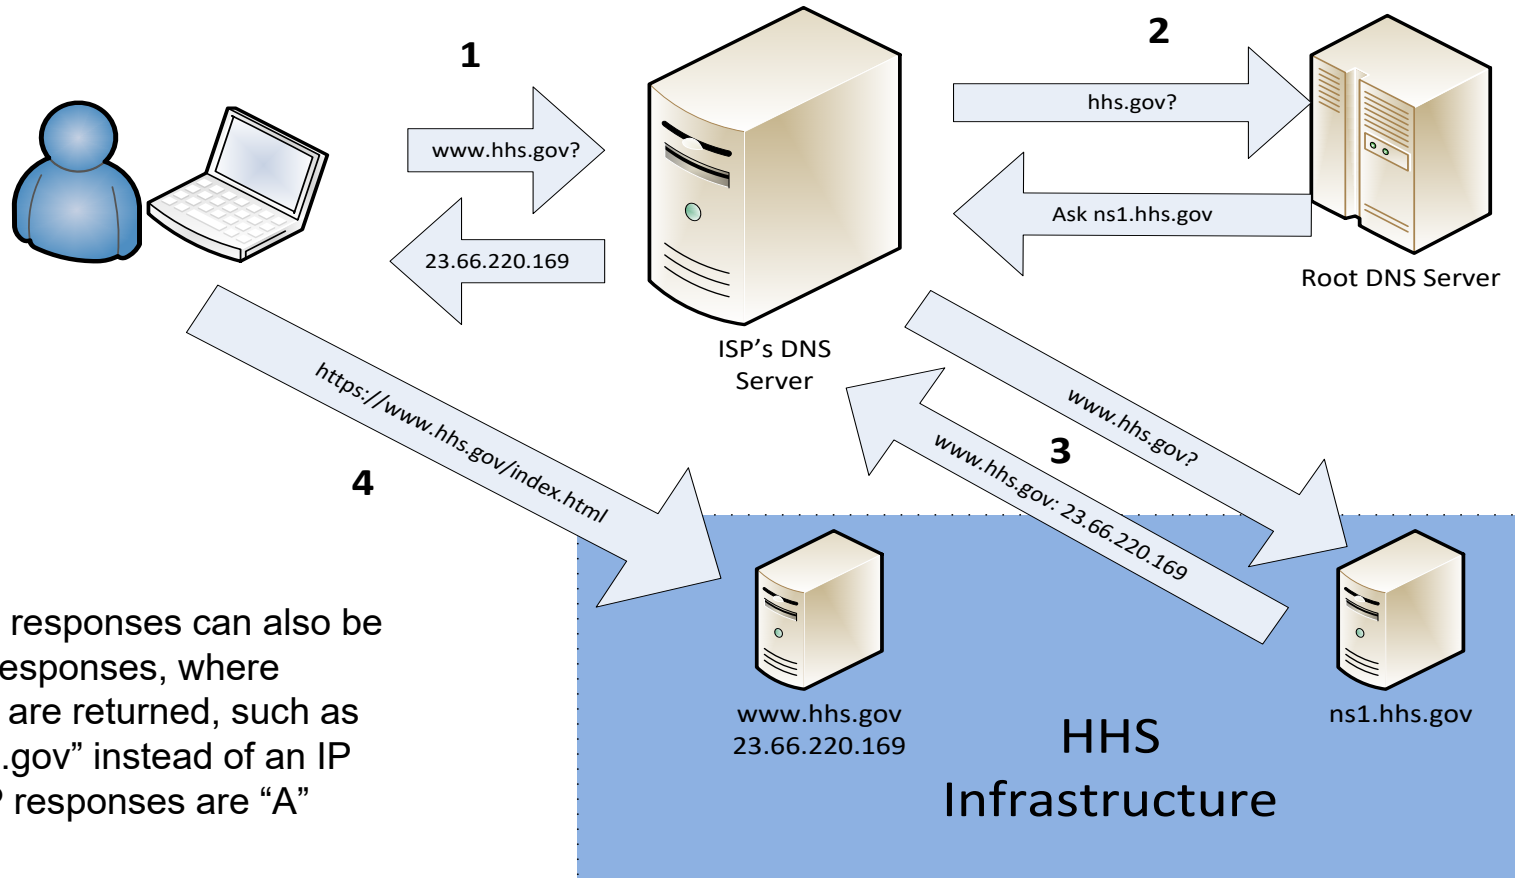 1
2
www.hhs.gov?
23.66.220.169
hhs.gov?
Ask ns1.hhs.gov
Root DNS Server
ISP's DNS
Server
www.hhs.gov?
3
www.hhs.gov: 23.66.220.169
https://www.hhs.gov/index.html
4
responses can also be
esponses, where
are returned, such as
.gov” instead of an IP
responses are “A”
www.hhs.gov
23.66.220.169
HHS
Infrastructure
ns1.hhs.gov